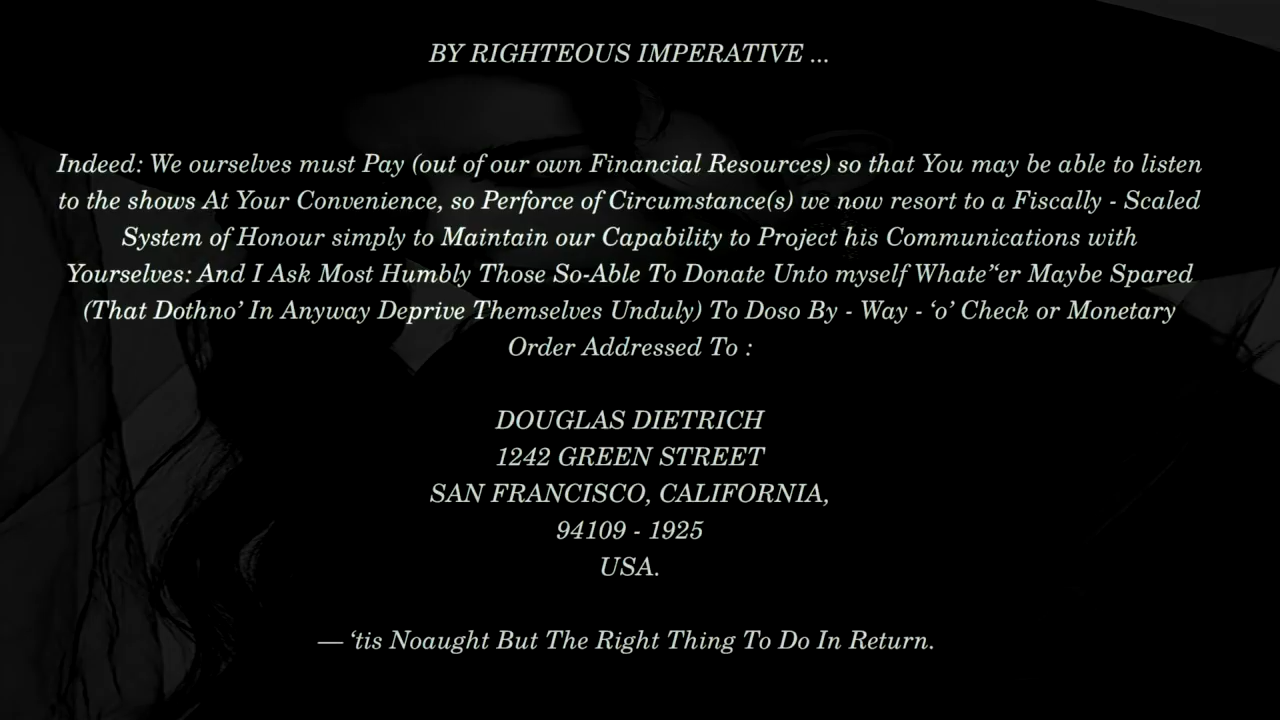 BY RIGHTEOUS IMPERATIVE ...
Indeed: We ourselves must Pay (out of our own Financial Resources) so that You may be able to listen
to the shows At Your Convenience, so Perforce of Circumstance(s) we now resort to a Fiscally - Scaled
System of Honour simply to Maintain our Capability to Project his Communications with
Yourselves: And I Ask Most Humbly Those So-Able To Donate Unto myself Whate”er Maybe Spared
(That Dothno’ In Anyway Deprive Themselves Unduly) To Doso By - Way - ‘o’ Check or Monetary
Order Addressed To :
DOUGLAS DIETRICH
1242 GREEN STREET
SAN FRANCISCO, CALIFORNIA,
94109 - 1925
USA.
— ‘tis Noaught But The Right Thing To Do In Return.